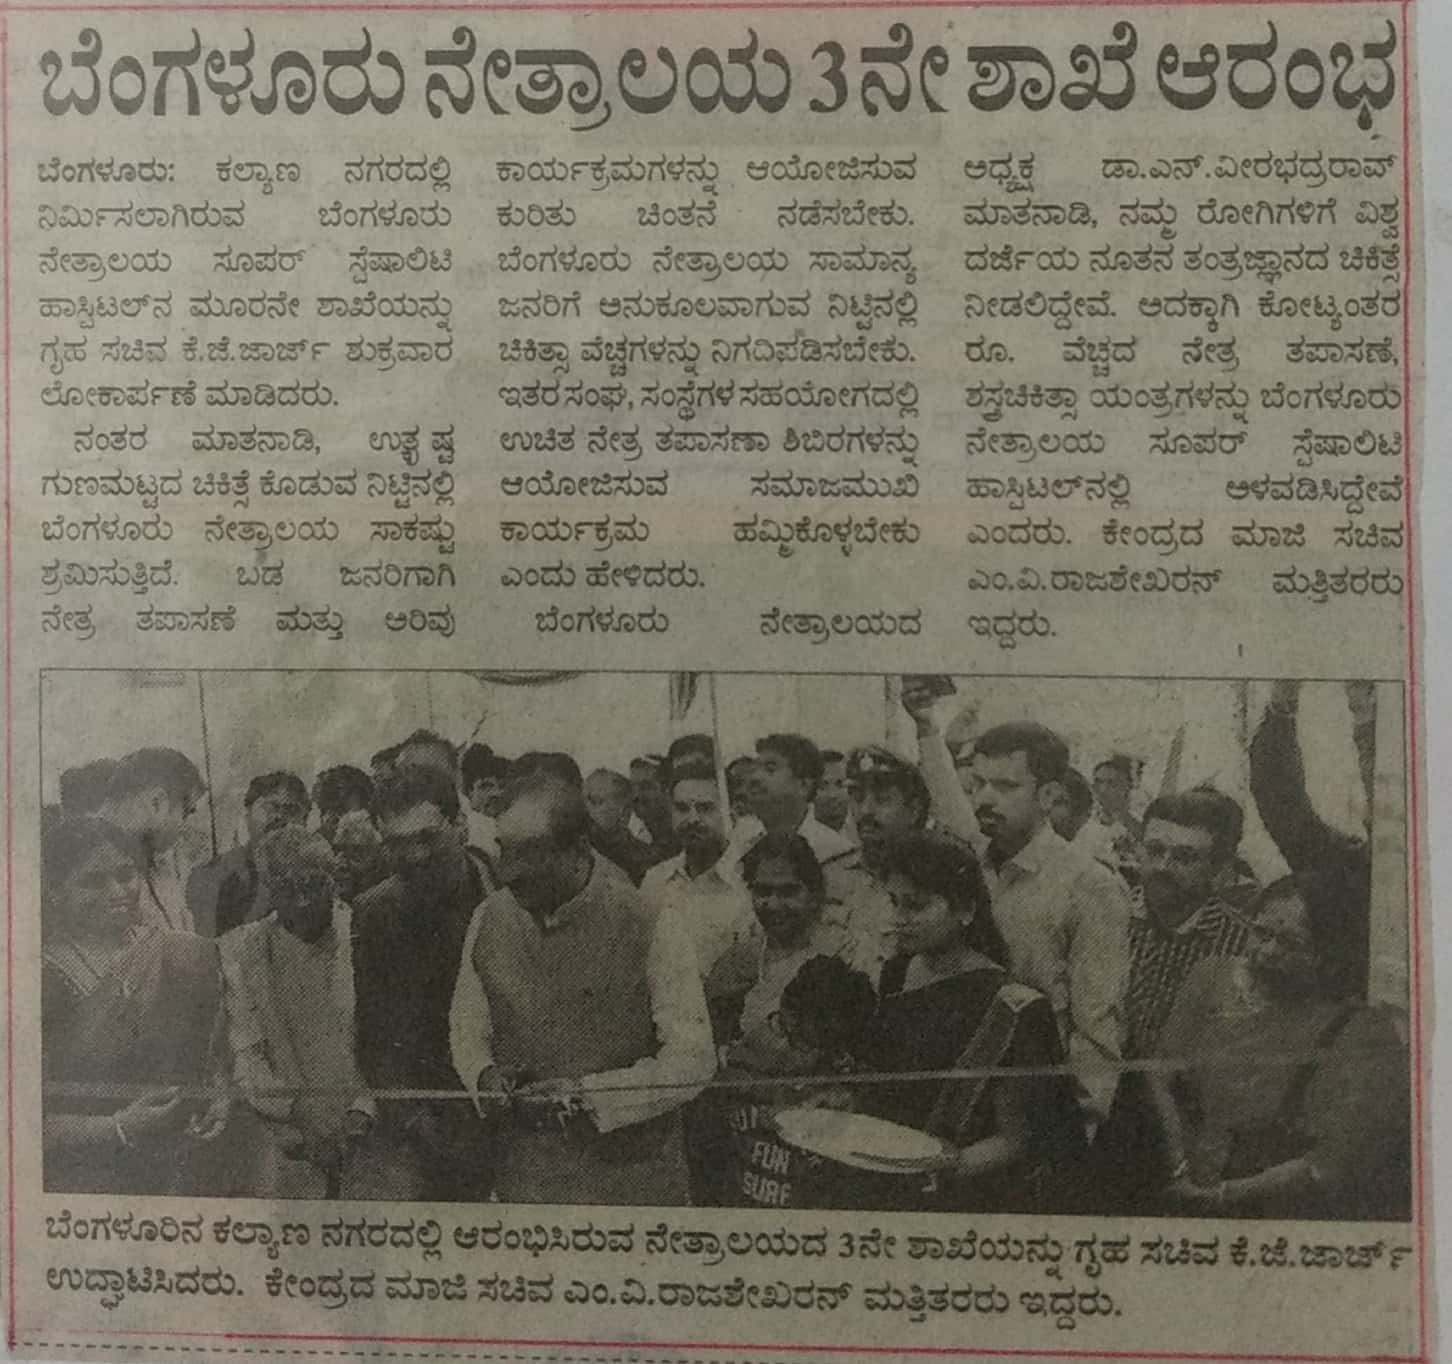 ಬೆಂಗಳೂರು ನೇತ್ರಾಲಯ 3ನೇ ಶಾಖೆ ಆರಂಭ
ಬೆಂಗಳೂರು: ಕಲ್ಯಾಣ ನಗರದಲ್ಲಿ
ನಿರ್ಮಿಸಲಾಗಿರುವ ಬೆಂಗಳೂರು
ನೇತ್ರಾಲಯ ಸೂಪರ್ ಸ್ಪೆಷಾಲಿಟಿ
ಹಾಸ್ಪಿಟಲ್‌ನ ಮೂರನೇ ಶಾಖೆಯನ್ನು
ಗೃಹ ಸಚಿವ ಕೆ.ಜೆ.ಜಾರ್ಜ್ ಶುಕ್ರವಾರ
ಲೋಕಾರ್ಪಣೆ ಮಾಡಿದರು.
ನಂತರ ಮಾತನಾಡಿ, ಉತ್ಕೃಷ್ಟ
ಗುಣಮಟ್ಟದ ಚಿಕಿತ್ಸೆ ಕೊಡುವ ನಿಟ್ಟಿನಲ್ಲಿ
ಬೆಂಗಳೂರು ನೇತ್ರಾಲಯ ಸಾಕಷ್ಟು
ಶ್ರಮಿಸುತ್ತಿದೆ. ಬಡ ಜನರಿಗಾಗಿ
ನೇತ್ರ ತಪಾಸಣೆ ಮತ್ತು ಅರಿವು
ಕಾರ್ಯಕ್ರಮಗಳನ್ನು ಆಯೋಜಿಸುವ
ಕುರಿತು ಚಿಂತನೆ ನಡೆಸಬೇಕು.
ಬೆಂಗಳೂರು ನೇತ್ರಾಲಯ ಸಾಮಾನ್ಯ
ಜನರಿಗೆ ಅನುಕೂಲವಾಗುವ ನಿಟ್ಟಿನಲ್ಲಿ
ಚಿಕಿತ್ಸಾ ವೆಚ್ಚಗಳನ್ನು ನಿಗದಿಪಡಿಸಬೇಕು.
ಇತರ ಸಂಘ, ಸಂಸ್ಥೆಗಳ ಸಹಯೋಗದಲ್ಲಿ
ಉಚಿತ ನೇತ್ರ ತಪಾಸಣಾ ಶಿಬಿರಗಳನ್ನು
ಆಯೋಜಿಸುವ ಸಮಾಜಮುಖಿ
ಕಾರ್ಯಕ್ರಮ ಹಮ್ಮಿಕೊಳ್ಳಬೇಕು
ಎಂದು ಹೇಳಿದರು.
ಬೆಂಗಳೂರು ನೇತ್ರಾಲಯದ
ಅಧ್ಯಕ್ಷ ಡಾ.ಎನ್.ವೀರಭದ್ರರಾವ್
ಮಾತನಾಡಿ, ನಮ್ಮ ರೋಗಿಗಳಿಗೆ ವಿಶ್ವ
ದರ್ಜೆಯ ನೂತನ ತಂತ್ರಜ್ಞಾನದ ಚಿಕಿತ್ಸೆ
ನೀಡಲಿದ್ದೇವೆ. ಅದಕ್ಕಾಗಿ ಕೋಟ್ಯಂತರ
ರೂ. ವೆಚ್ಚದ ನೇತ್ರ ತಪಾಸಣೆ,
ಶಸ್ತ್ರಚಿಕಿತ್ಸಾ ಯಂತ್ರಗಳನ್ನು ಬೆಂಗಳೂರು
ನೇತ್ರಾಲಯ ಸೂಪರ್ ಸ್ಪೆಷಾಲಿಟಿ
ಹಾಸ್ಪಿಟಲ್‌ನಲ್ಲಿ ಅಳವಡಿಸಿದ್ದೇವೆ
ಎಂದರು. ಕೇಂದ್ರದ ಮಾಜಿ ಸಚಿವ
ಎಂ.ವಿ.ರಾಜಶೇಖರನ್ ಮತ್ತಿತರರು
ಇದ್ದರು.
FUN
SURF
ಬೆಂಗಳೂರಿನ ಕಲ್ಯಾಣ ನಗರದಲ್ಲಿ ಆರಂಭಿಸಿರುವ ನೇತ್ರಾಲಯದ 3ನೇ ಶಾಖೆಯನ್ನು ಗೃಹ ಸಚಿವ ಕೆ.ಜೆ.ಜಾರ್ಜ್
ಉದ್ಘಾಟಿಸಿದರು. ಕೇಂದ್ರದ ಮಾಜಿ ಸಚಿವ ಎಂ.ವಿ.ರಾಜಶೇಖರನ್ ಮತ್ತಿತರರು ಇದ್ದರು.